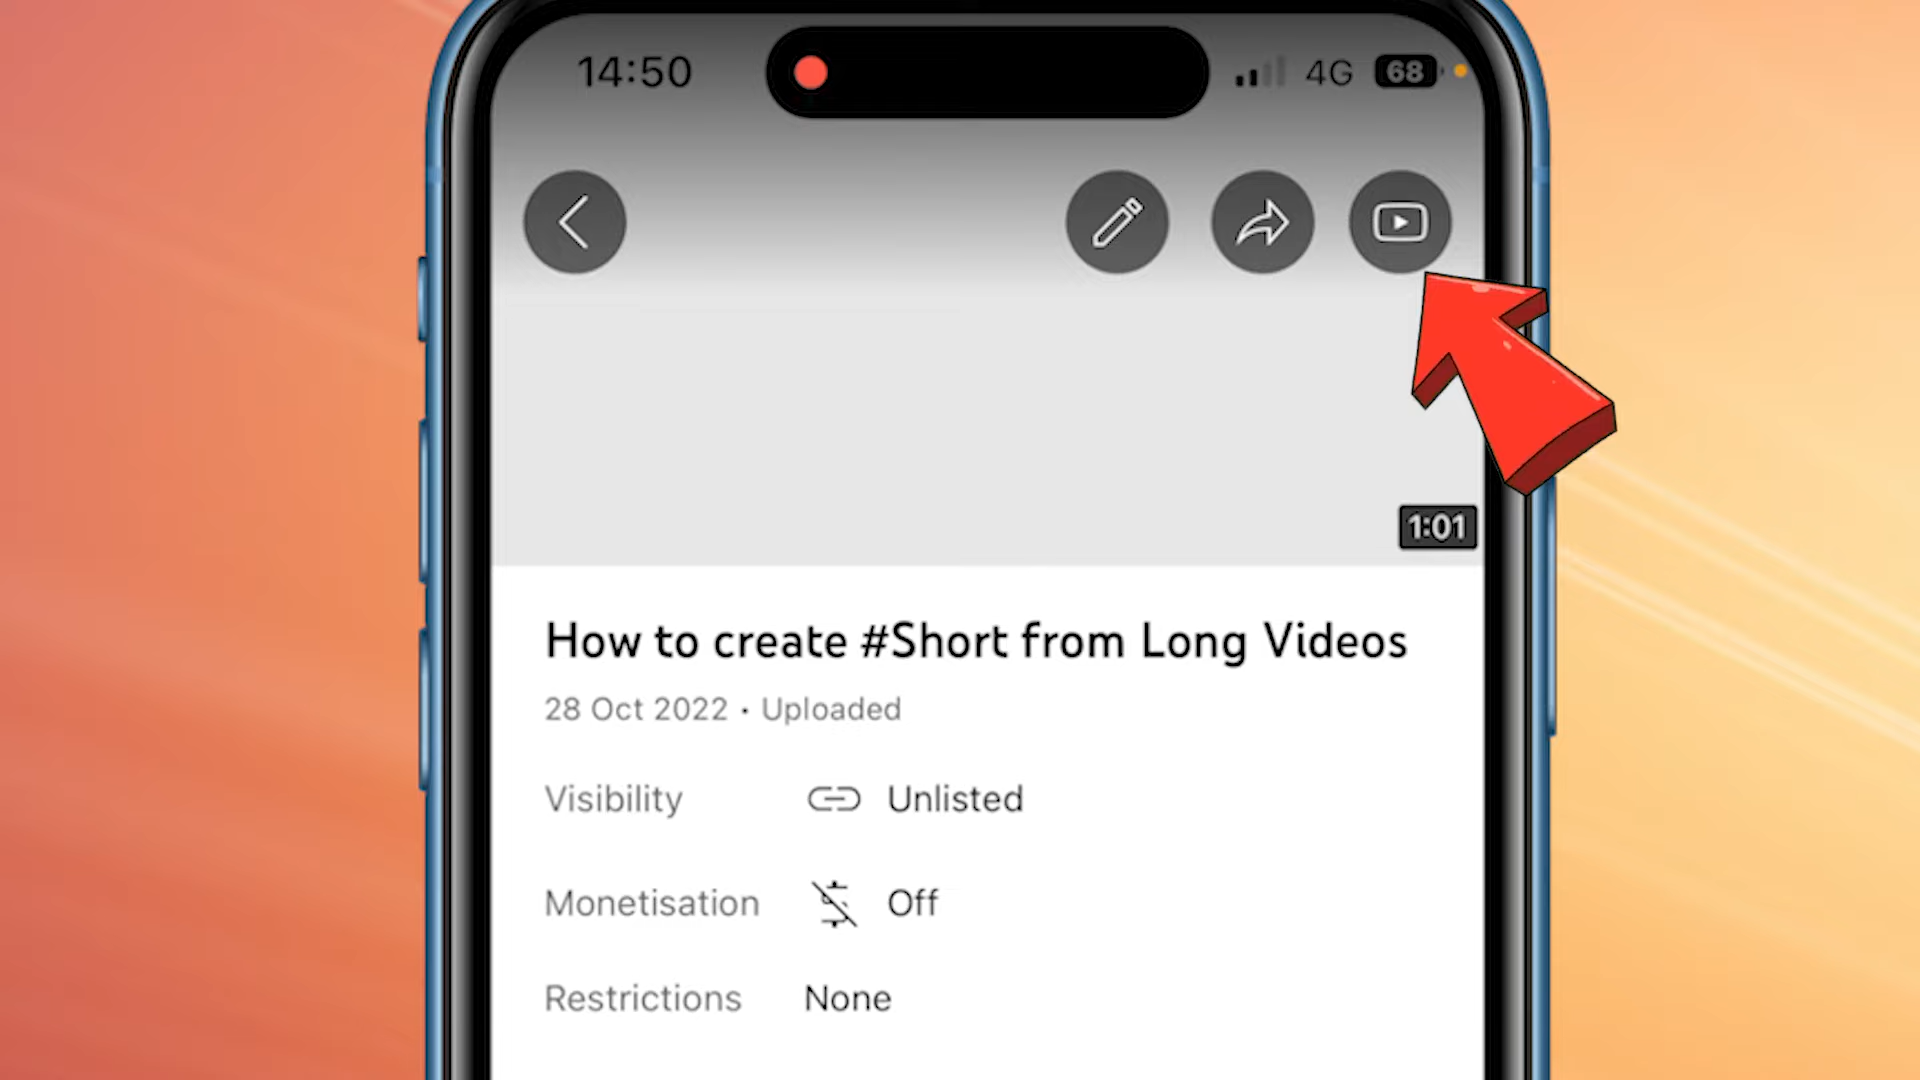 14:50 4G 68
1:01
How to create #Short from Long Videos
28 Oct 2022 • Uploaded
Visibility Unlisted
Monetisation Off
Restrictions None